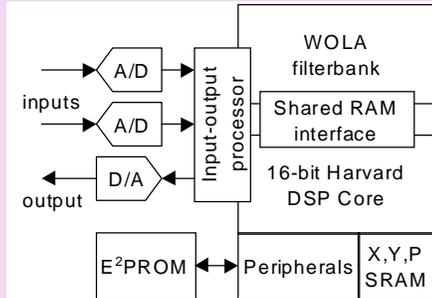 WOLA
filterbank
A/D
inputs
A/D
Input-output
processor
Shared RAM
interface
D/A
output
16-bit Harvard
DSP Core
E²PROM
Peripherals
X,Y,P
SRAM